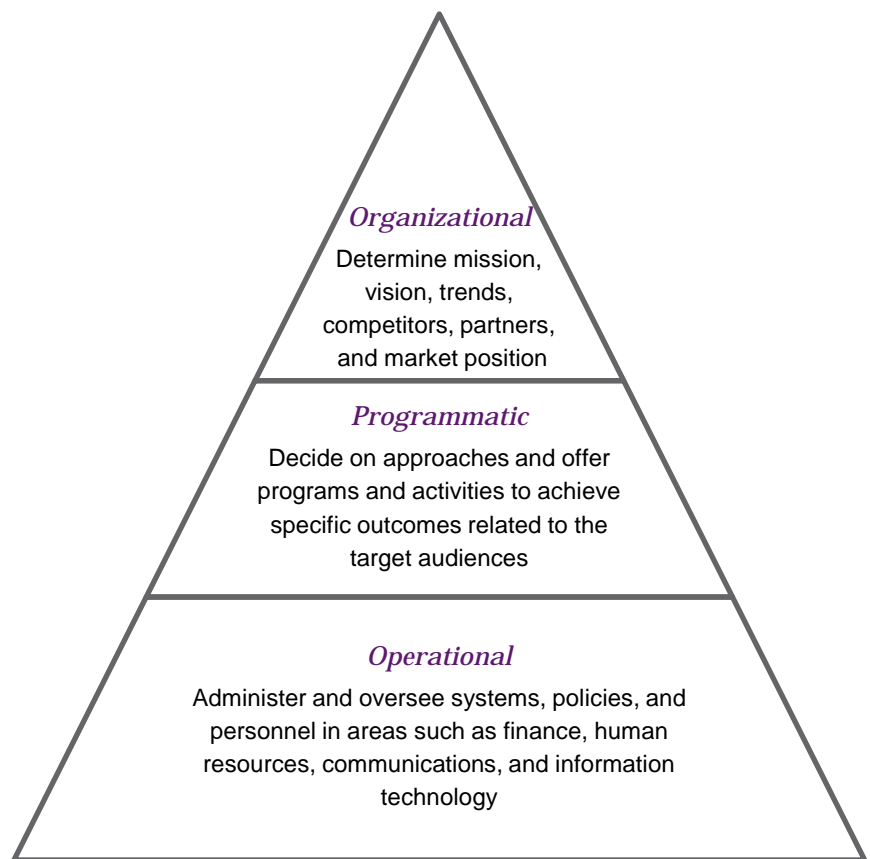 Organizational
Determine mission,
vision, trends,
competitors, partners,
and market position
Programmatic
Decide on approaches and offer
programs and activities to achieve
specific outcomes related to the
target audiences
Operational
Administer and oversee systems, policies, and
personnel in areas such as finance, human
resources, communications, and information
technology